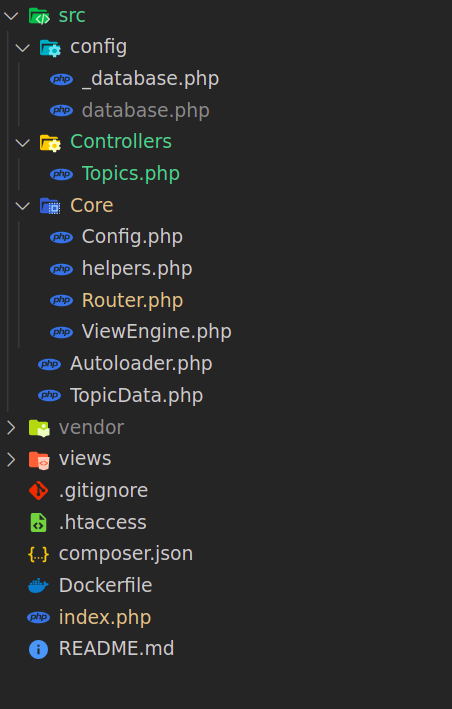 src
config
_database.php
database.php
Controllers
Topics.php
Core
Config.php
helpers.php
Router.php
ViewEngine.php
Autoloader.php
TopicData.php
vendor
views
.gitignore
.htaccess
composer.json
Dockerfile
index.php
README.md